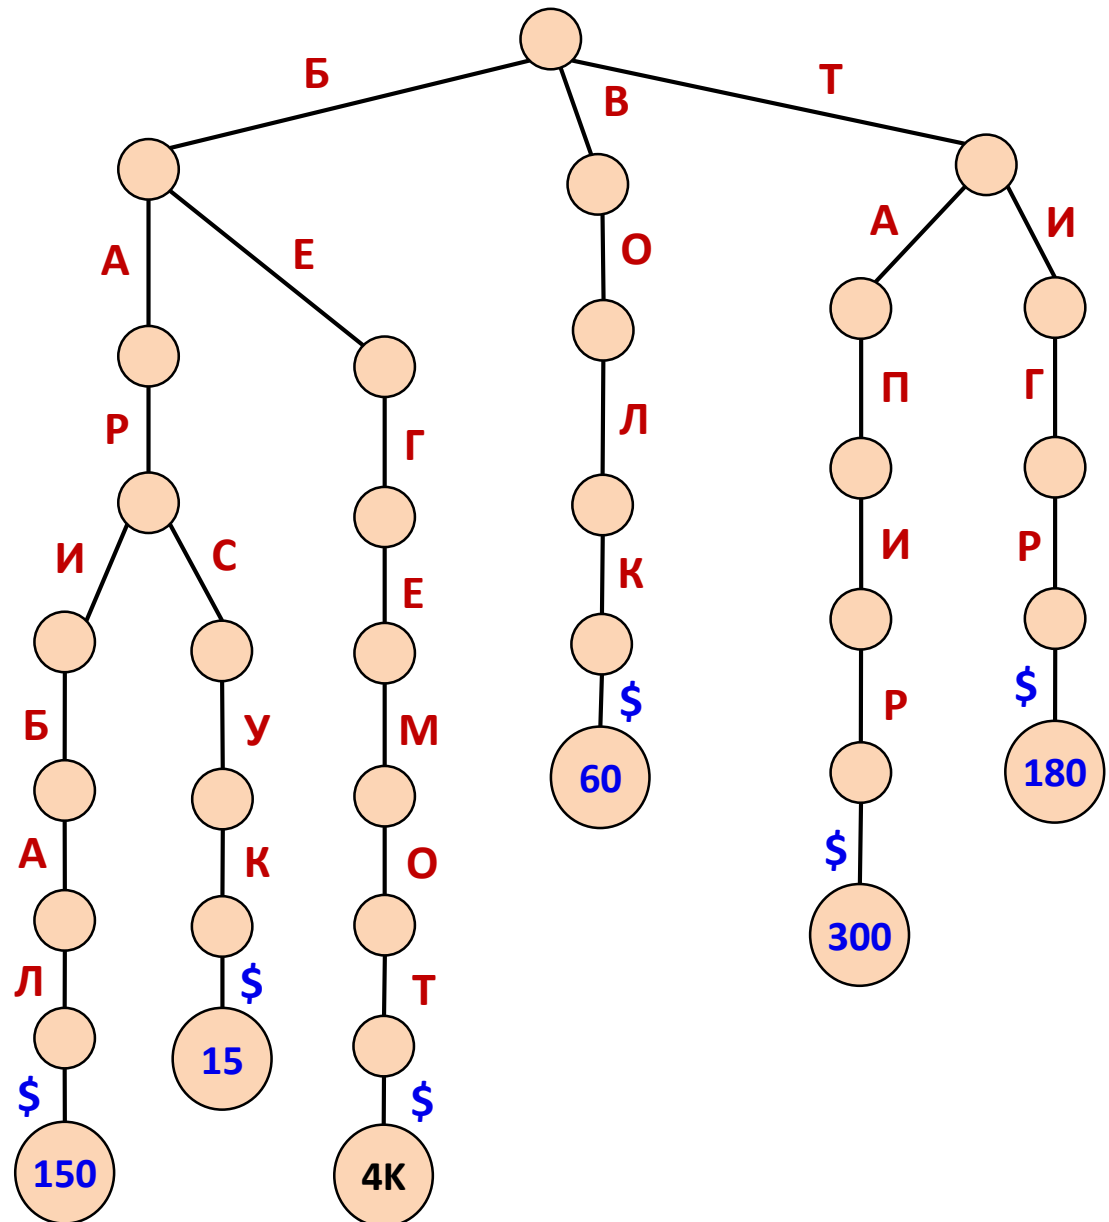 Б В Т
А Е О А И
Р Г Л П Г
И С Е К И Р
Б У М $ Р $
А К О 60 $ 180
Л $ Т 300
$ 15 $
150 4К